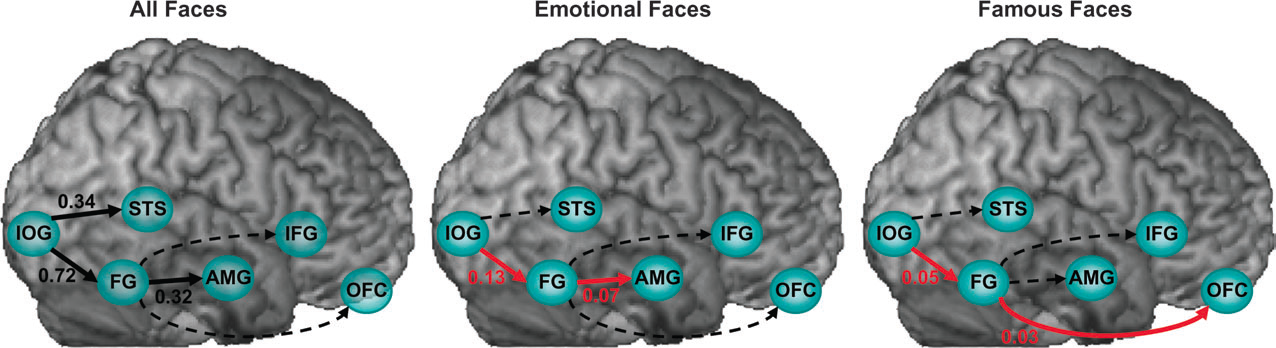 All Faces
Emotional Faces
Famous Faces
0.34
STS
IOG
IFG
0.72
FG
AMG
0.32
OFC
STS
IOG
IFG
0.13
FG
AMG
0.07
OFC
STS
IOG
IFG
0.05
FG
AMG
OFC
0.03